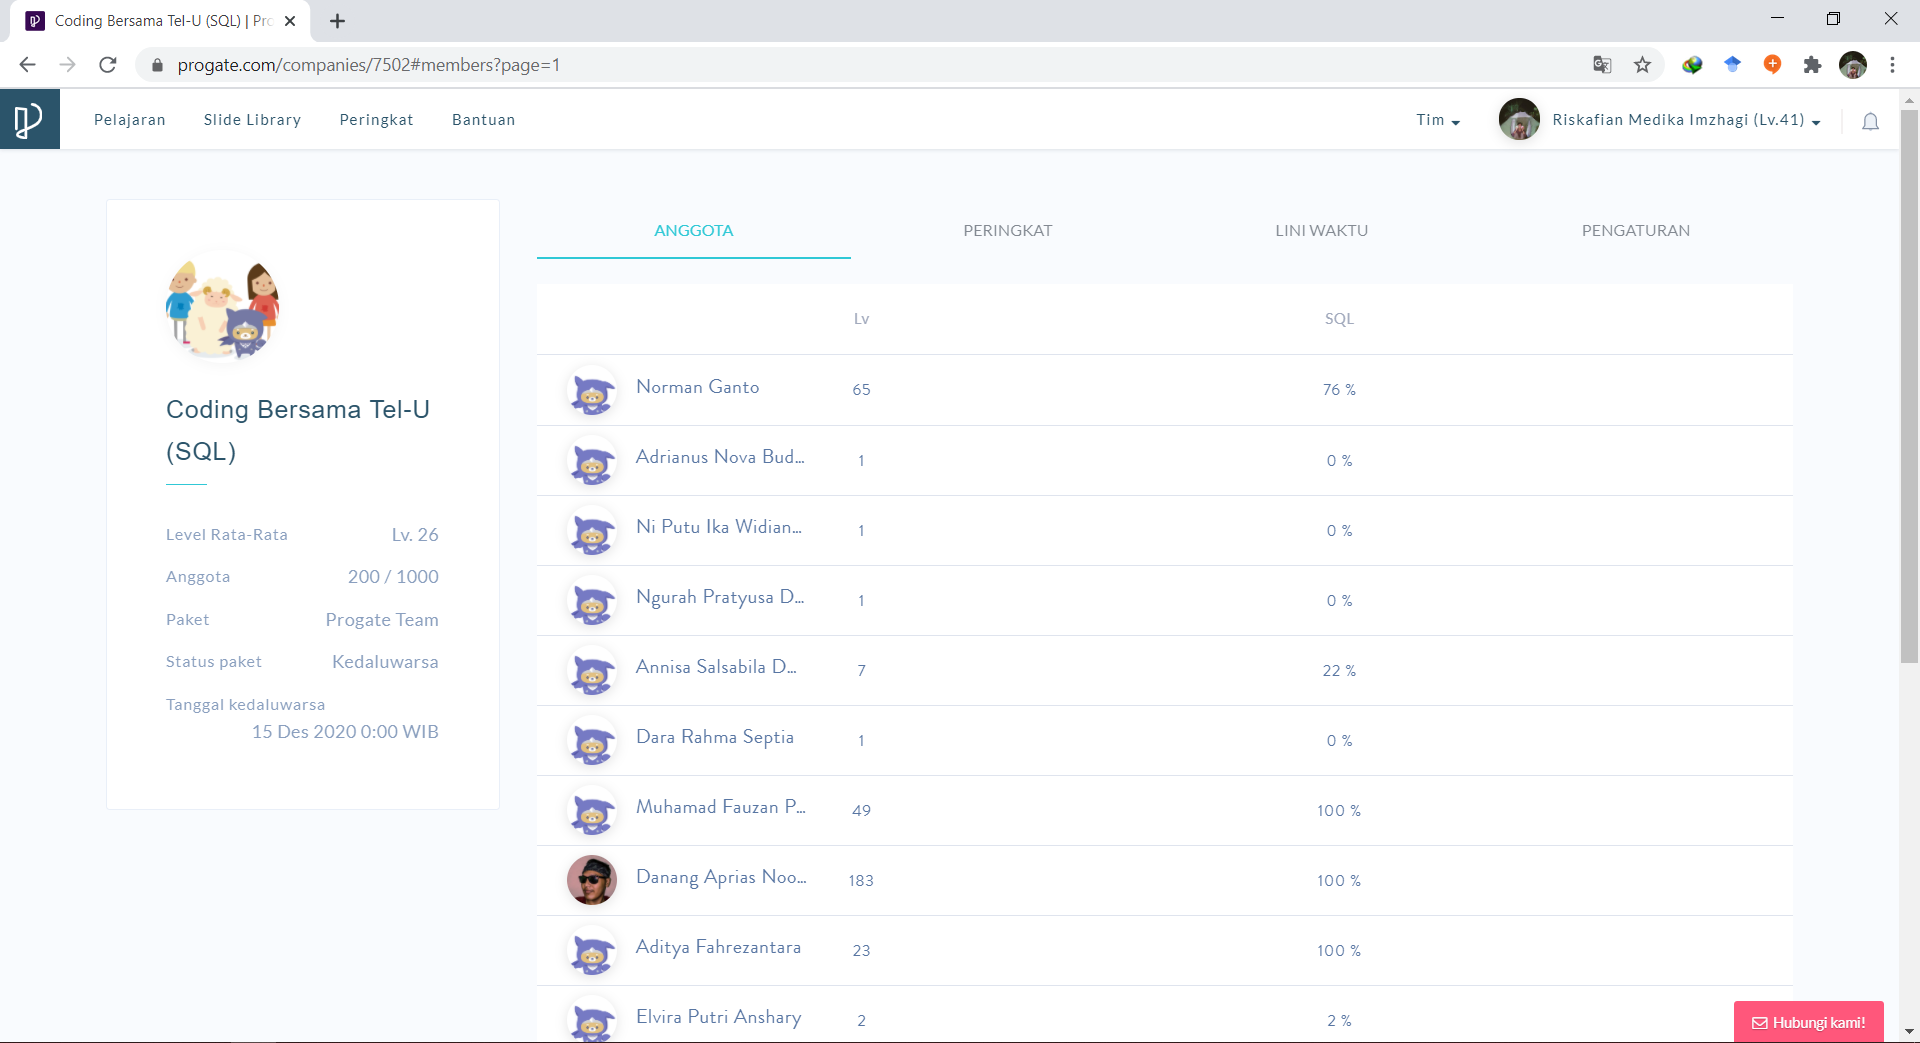 Coding Bersama Tel-U (SQL) | Pro
progate.com/companies/7502#members?page=1
Pelajaran Slide Library Peringkat Bantuan Tim Riskafian Medika Imzhagi (Lv.41)
Coding Bersama Tel-U
(SQL)
Level Rata-Rata Lv. 26
Anggota 200 / 1000
Paket Progate Team
Status paket Kedaluwarsa
Tanggal kedaluwarsa
15 Des 2020 0:00 WIB
ANGGOTA PERINGKAT LINI WAKTU PENGATURAN
Lv SQL
Norman Ganto 65 76 %
Adrianus Nova Bud... 1 0 %
Ni Putu Ika Widian... 1 0 %
Ngurah Pratyusa D... 1 0 %
Annisa Salsabila D... 7 22 %
Dara Rahma Septia 1 0 %
Muhamad Fauzan P... 49 100 %
Danang Aprias Noo... 183 100 %
Aditya Fahrezantara 23 100 %
Elvira Putri Anshary 2 2 %
Hubungi kami!